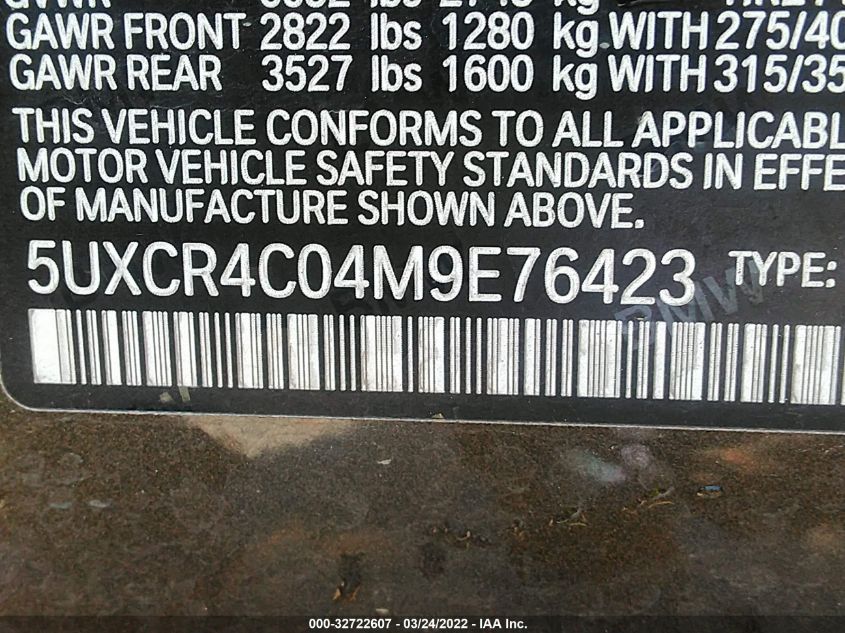 GAWR FRONT 2822 lbs 1280 kg WITH 275/40
GAWR REAR 3527 lbs 1600 kg WITH 315/35
THIS VEHICLE CONFORMS TO ALL APPLICABL
MOTOR VEHICLE SAFETY STANDARDS IN EFFE
OF MANUFACTURE SHOWN ABOVE.
5UXCR4C04M9E76423 TYPE:
BMW
000-32722607 - 03/24/2022 - IAA Inc.